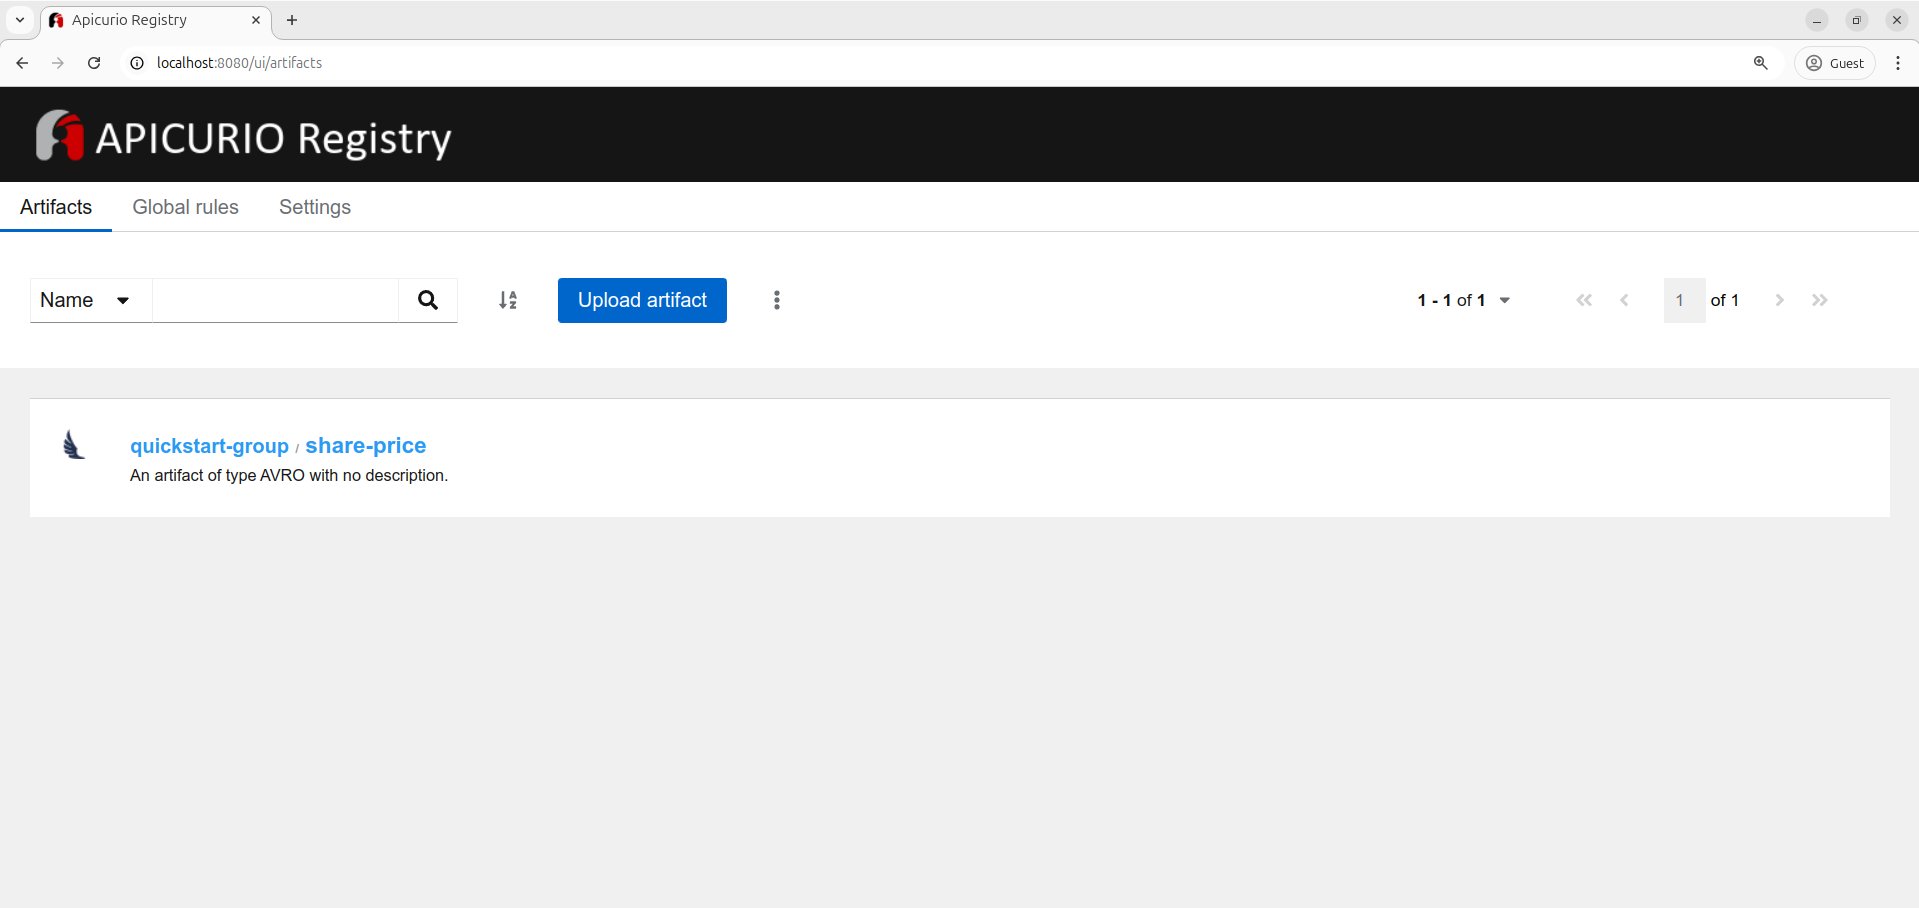 Apicurio Registry
localhost:8080/ui/artifacts
Guest
APICURIO Registry
Artifacts Global rules Settings
Name Upload artifact 1 - 1 of 1 1 of 1
quickstart-group / share-price
An artifact of type AVRO with no description.